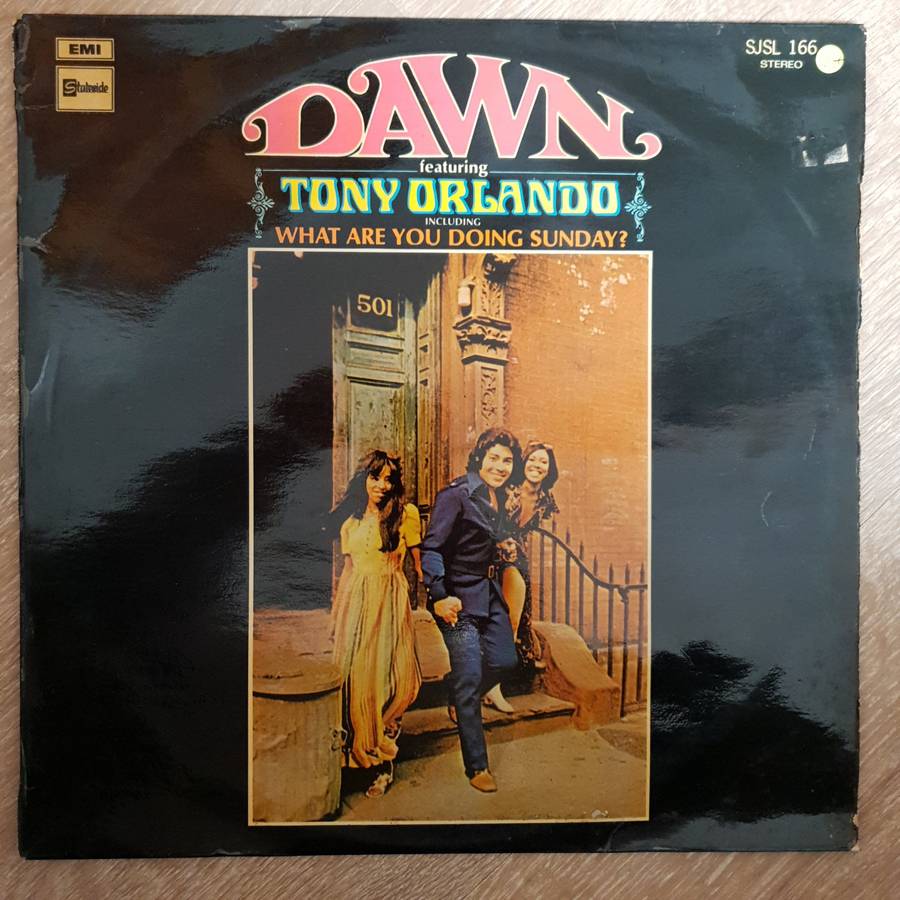 EMI
Stateside
SJSL 166
STEREO
DAWN
featuring
TONY ORLANDO
INCLUDING
WHAT ARE YOU DOING SUNDAY?
501